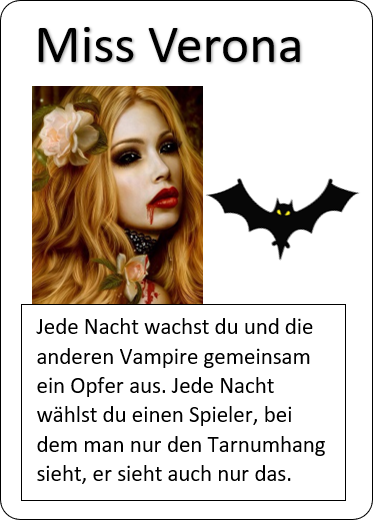 Miss Verona
Jede Nacht wachst du und die
anderen Vampire gemeinsam
ein Opfer aus. Jede Nacht
wählst du einen Spieler, bei
dem man nur den Tarnumhang
sieht, er sieht auch nur das.